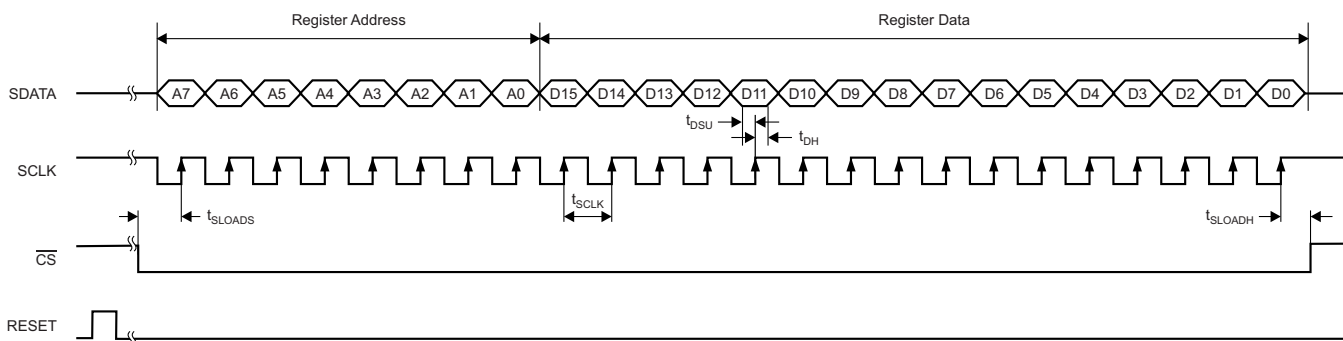 Register Address
Register Data
SDATA
A7 A6 A5 A4 A3 A2 A1 A0 D15 D14 D13 D12 D11 D10 D9 D8 D7 D6 D5 D4 D3 D2 D1 D0
tDSU
tDH
SCLK
tSLOADS
tSCLK
tSLOADH
CS
RESET